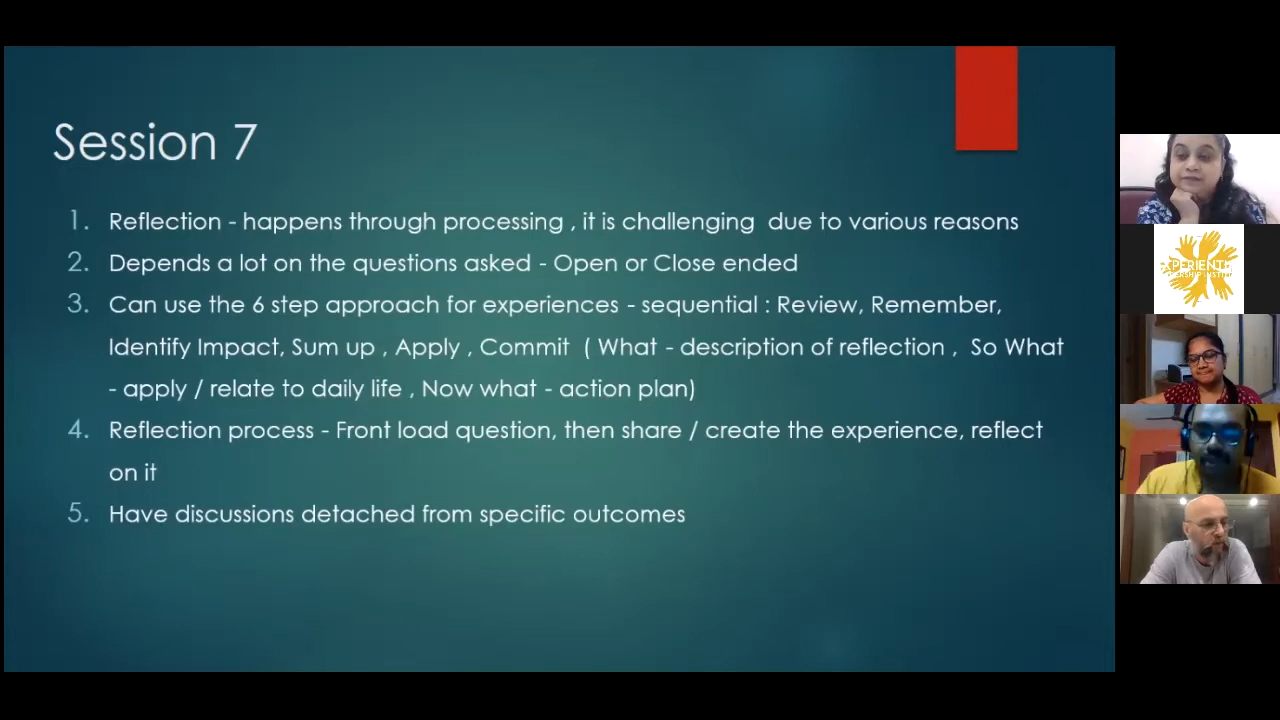 Session 7
1. Reflection - happens through processing , it is challenging due to various reasons
2. Depends a lot on the questions asked - Open or Close ended
3. Can use the 6 step approach for experiences - sequential : Review, Remember,
Identify Impact, Sum up , Apply , Commit ( What - description of reflection , So What
- apply / relate to daily life , Now what - action plan)
4. Reflection process - Front load question, then share / create the experience, reflect
on it
5. Have discussions detached from specific outcomes